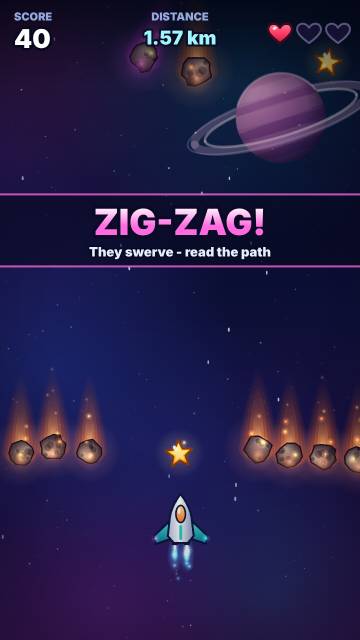 SCORE
40
DISTANCE
1.57 km
ZIG-ZAG!
They swerve - read the path